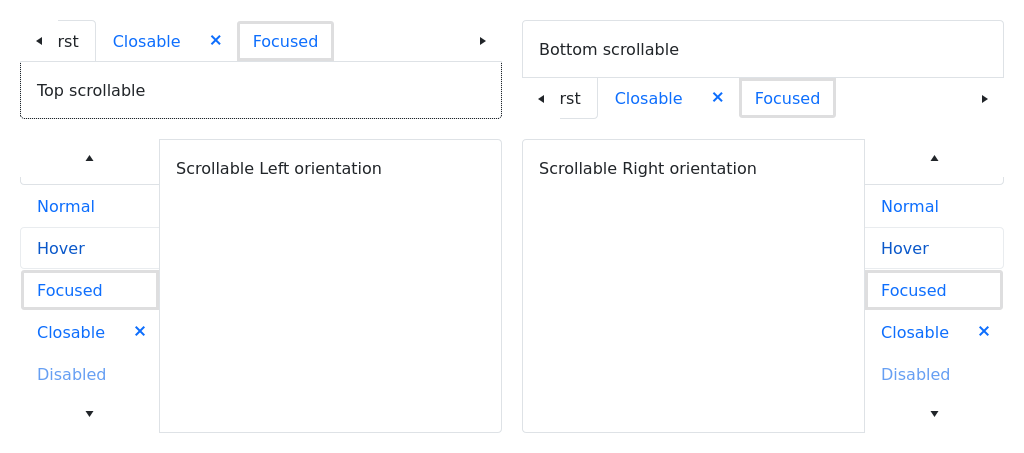 rst Closable × Focused
Top scrollable
Bottom scrollable
rst Closable × Focused
Normal
Hover
Focused
Closable ×
Disabled
Scrollable Left orientation
Scrollable Right orientation
Normal
Hover
Focused
Closable ×
Disabled